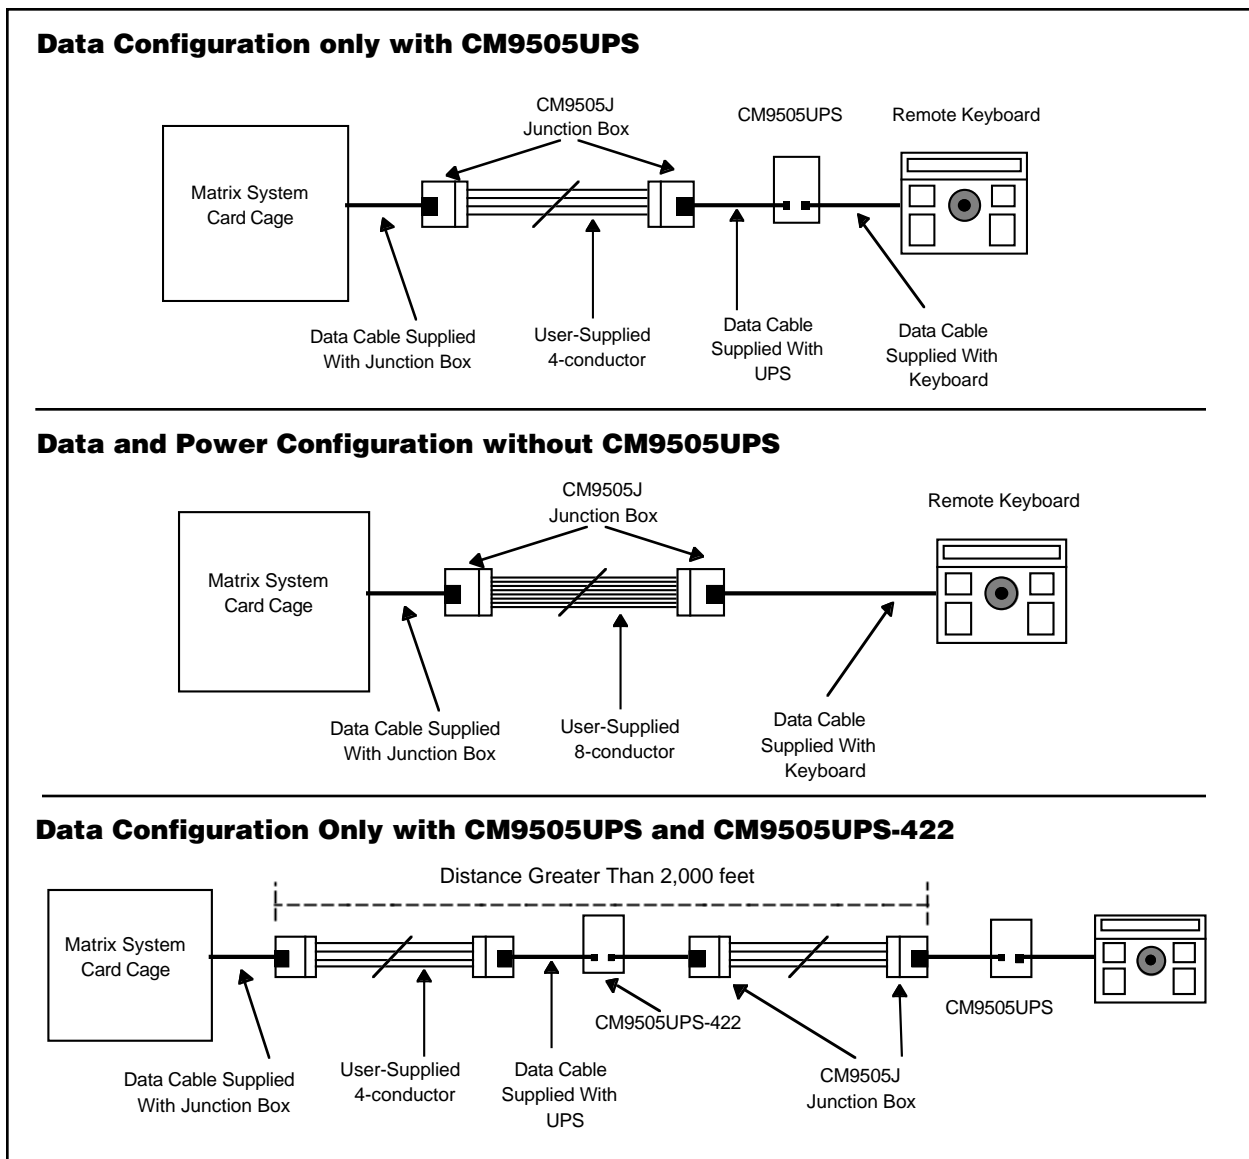 Data Configuration only with CM9505UPS
CM9505J
Junction Box
CM9505UPS
Remote Keyboard
Matrix System
Card Cage
Data Cable Supplied
With Junction Box
User-Supplied
4-conductor
Data Cable
Supplied With
UPS
Data Cable
Supplied With
Keyboard
Data and Power Configuration without CM9505UPS
CM9505J
Junction Box
Remote Keyboard
Matrix System
Card Cage
Data Cable Supplied
With Junction Box
User-Supplied
8-conductor
Data Cable
Supplied With
Keyboard
Data Configuration Only with CM9505UPS and CM9505UPS-422
Distance Greater Than 2,000 feet
Matrix System
Card Cage
CM9505UPS-422
CM9505UPS
Data Cable Supplied
With Junction Box
User-Supplied
4-conductor
Data Cable
Supplied With
UPS
CM9505J
Junction Box